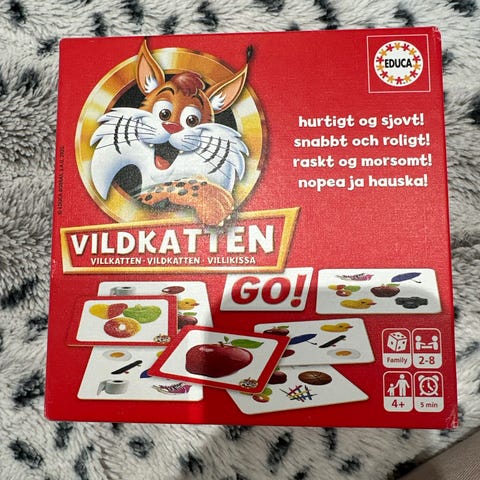 EDUCA
hurtigt og sjovt!
snabbt och roligt!
raskt og morsomt!
nopea ja hauska!
VILDKATTEN
VILLKATTEN · VILDKATTEN · VILLIKISSA
GO!
Family
2-8
4+
5 min